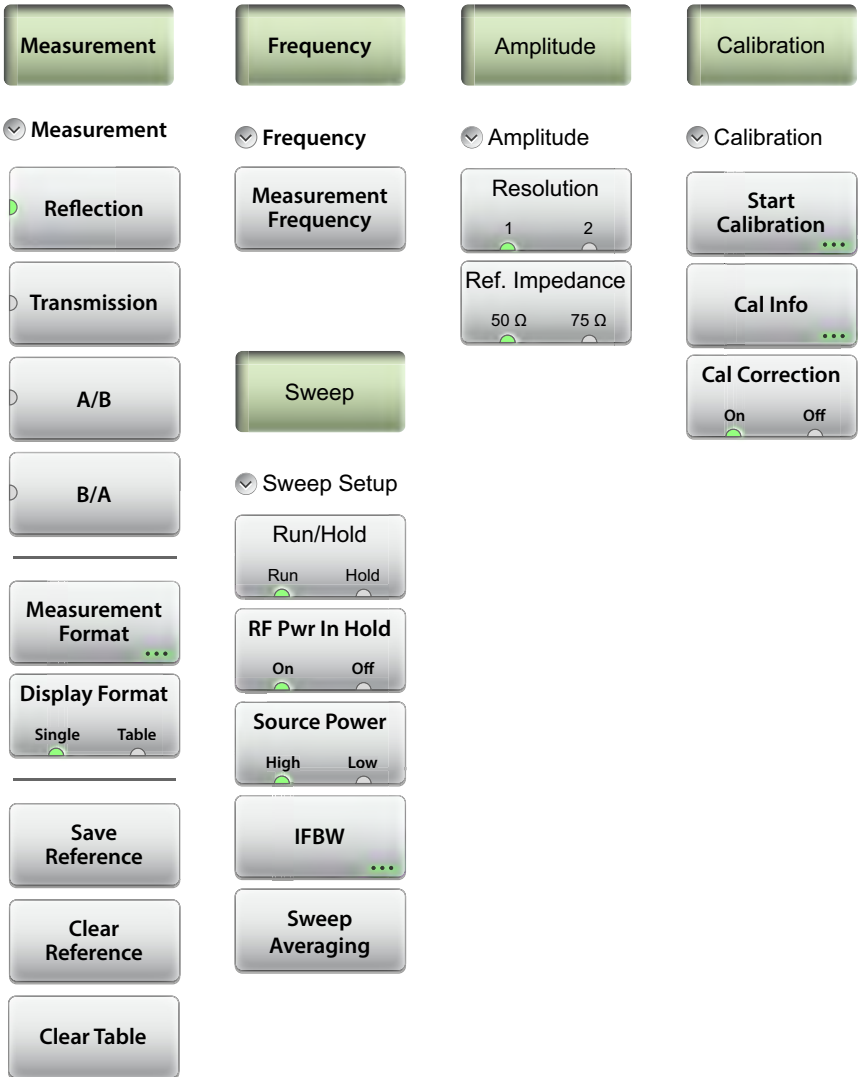 Measurement
Measurement
Reflection
Transmission
A/B
B/A
Measurement
Format
Display Format
Single Table
Save
Reference
Clear
Reference
Clear Table
Frequency
Frequency
Measurement
Frequency
Sweep
Sweep Setup
Run/Hold
Run Hold
RF Pwr In Hold
On Off
Source Power
High Low
IFBW
Sweep
Averaging
Amplitude
Amplitude
Resolution
1 2
Ref. Impedance
50 Ω 75 Ω
Calibration
Calibration
Start
Calibration
Cal Info
Cal Correction
On Off